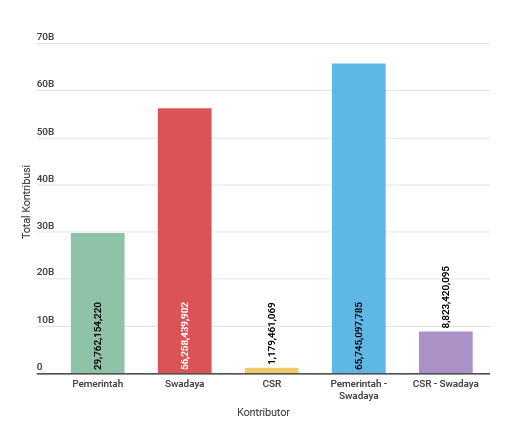 70B
60B
50B
40B
30B
20B
10B
0
Total Kontribusi
29,762,154,220
56,258,439,902
1,179,461,069
65,745,097,785
8,823,420,095
Pemerintah
Swadaya
CSR
Pemerintah -
Swadaya
CSR - Swadaya
Kontributor